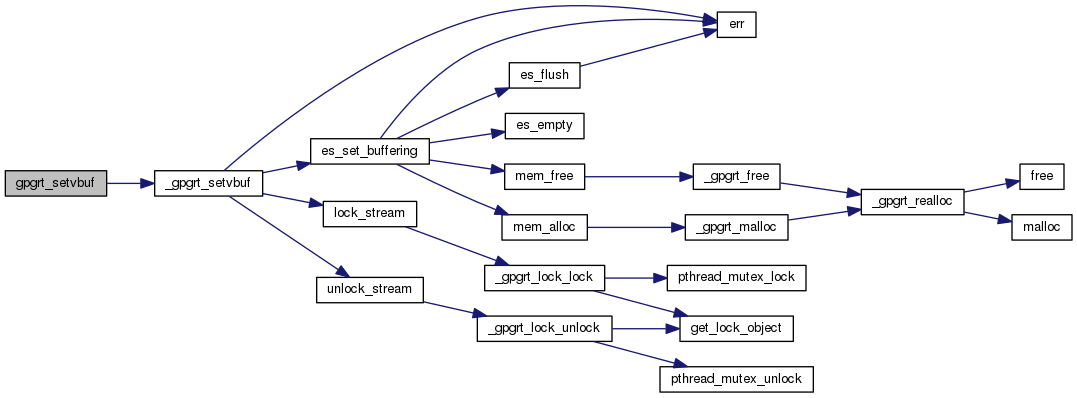 gpgrt_setvbuf
_gpgrt_setvbuf
err
es_set_buffering
es_flush
es_empty
mem_free
_gpgrt_free
_gpgrt_realloc
free
malloc
mem_alloc
_gpgrt_malloc
lock_stream
_gpgrt_lock_lock
pthread_mutex_lock
get_lock_object
unlock_stream
_gpgrt_lock_unlock
pthread_mutex_unlock